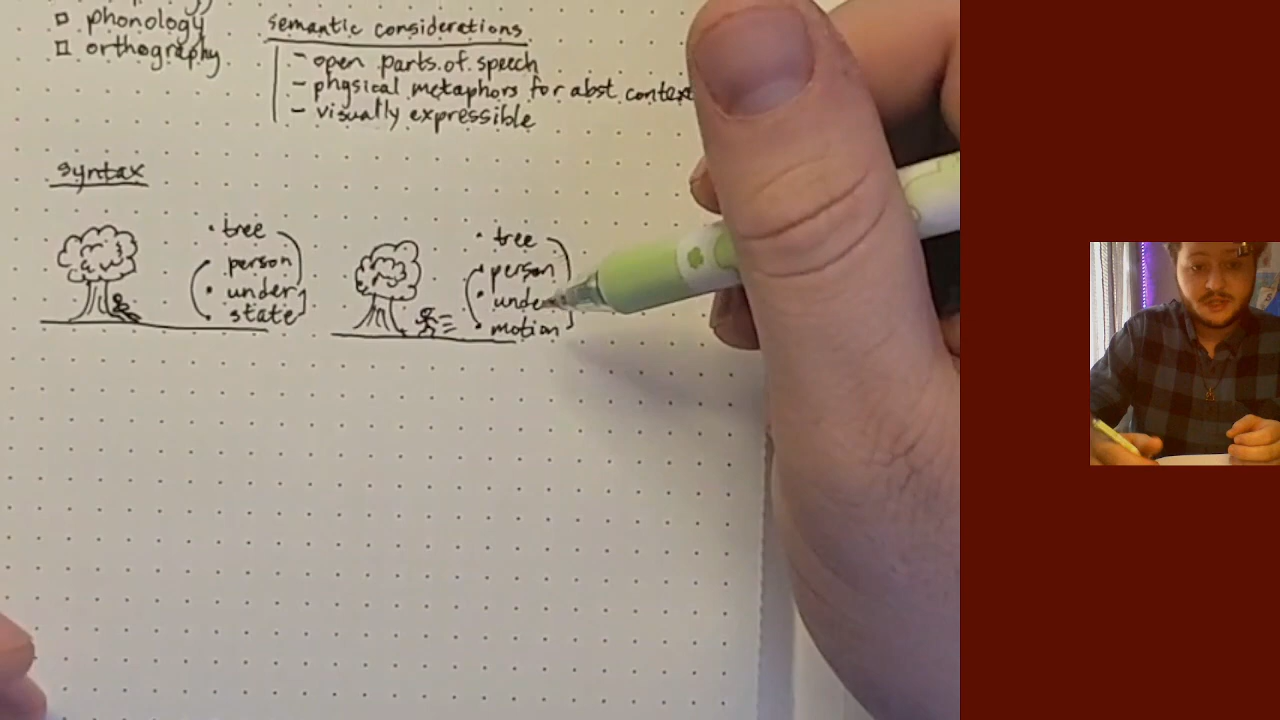 phonology
orthography
semantic considerations
- open parts of speech
- physical metaphors for abst context
- visually expressible
syntax
• tree
person
• under
state
• tree
person
• unde
motion